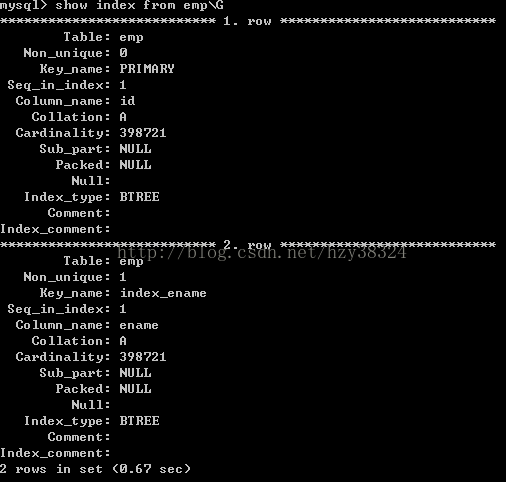 mysql> show index from emp\G
*************************** 1. row ***************************
Table: emp
Non_unique: 0
Key_name: PRIMARY
Seq_in_index: 1
Column_name: id
Collation: A
Cardinality: 398721
Sub_part: NULL
Packed: NULL
Null:
Index_type: BTREE
Comment:
Index_comment:
*************************** 2. row ***************************
http://blog.csdn.net/hzy38324
Table: emp
Non_unique: 1
Key_name: index_ename
Seq_in_index: 1
Column_name: ename
Collation: A
Cardinality: 398721
Sub_part: NULL
Packed: NULL
Null:
Index_type: BTREE
Comment:
Index_comment:
2 rows in set (0.67 sec)